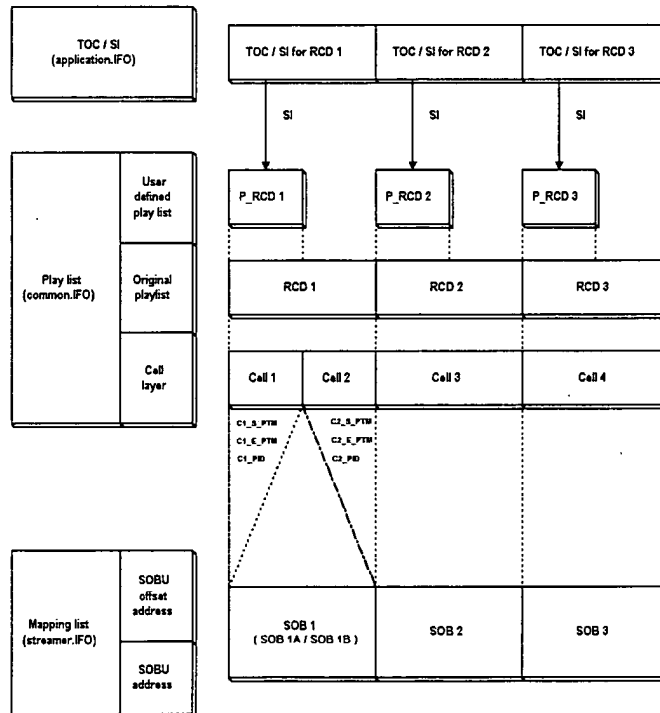 TOC / SI
(application.IFO)
TOC / SI for RCD 1
TOC / SI for RCD 2
TOC / SI for RCD 3
SI
SI
SI
User
defined
play list
P_RCD 1
P_RCD 2
P_RCD 3
Play list
(common.IFO)
Original
playlist
RCD 1
RCD 2
RCD 3
Cell
layer
Cell 1
Cell 2
Cell 3
Cell 4
C1_S_PTM
C1_E_PTM
C1_PID
C2_S_PTM
C2_E_PTM
C2_PID
Mapping list
(streamer.IFO)
SOBU
offset
address
SOBU
address
SOB 1
( SOB 1A / SOB 1B )
SOB 2
SOB 3